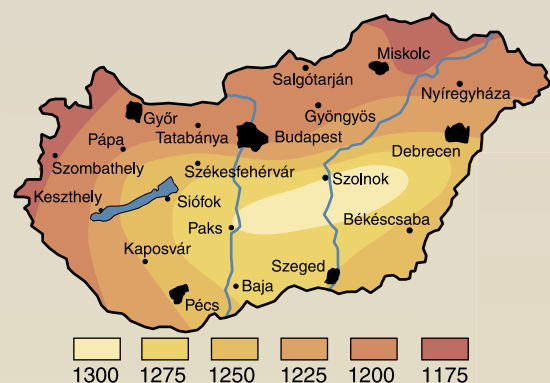 Miskolc
Salgótarján
Nyíregyháza
Gyöngyös
Győr
Tatabánya
Budapest
Pápa
Debrecen
Szombathely
Székesfehérvár
Szolnok
Keszthely
Siófok
Paks
Békéscsaba
Kaposvár
Szeged
Baja
Pécs
1300 1275 1250 1225 1200 1175